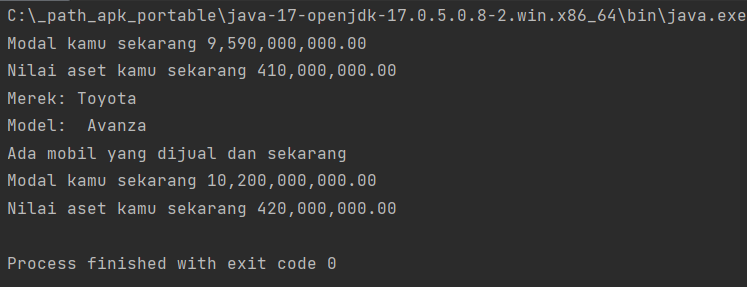 C:\_path_apk_portable\java-17-openjdk-17.0.5.0.8-2.win.x86_64\bin\java.exe
Modal kamu sekarang 9,590,000,000.00
Nilai aset kamu sekarang 410,000,000.00
Merek: Toyota
Model:  Avanza
Ada mobil yang dijual dan sekarang
Modal kamu sekarang 10,200,000,000.00
Nilai aset kamu sekarang 420,000,000.00
Process finished with exit code 0